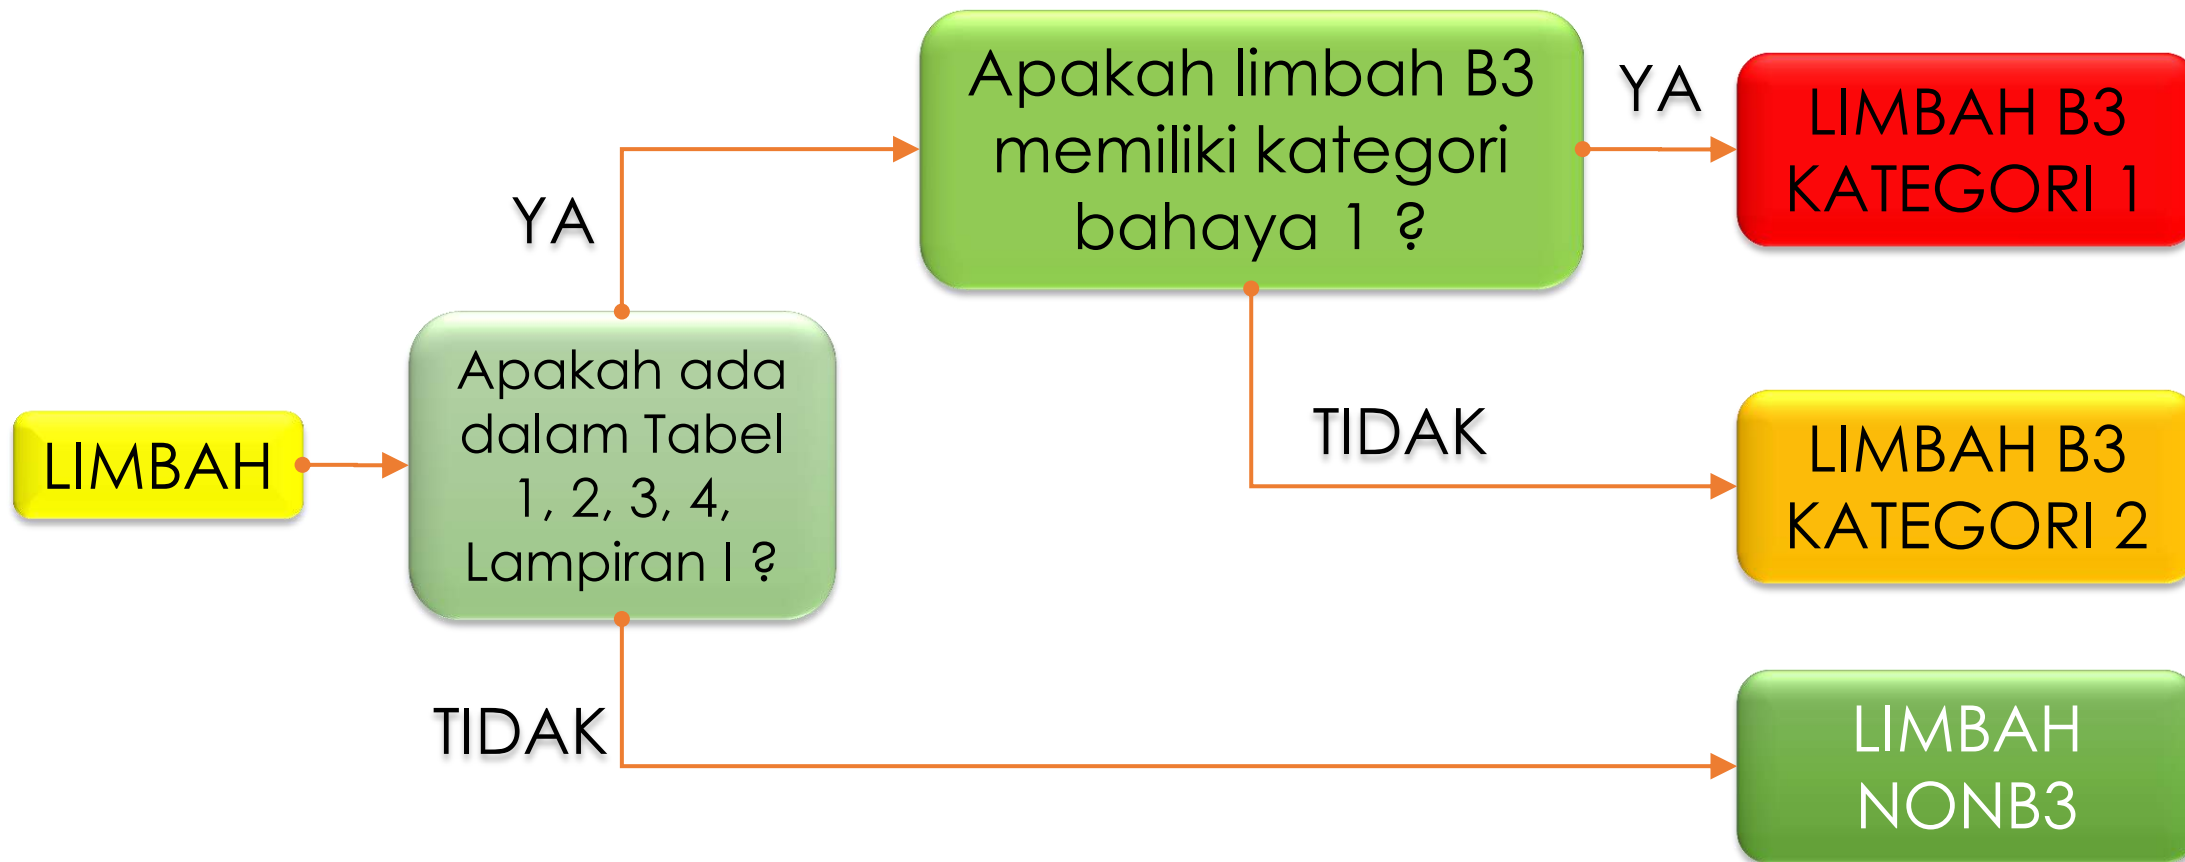 LIMBAH
Apakah ada
dalam Tabel
1, 2, 3, 4,
Lampiran I ?
YA
TIDAK
Apakah limbah B3
memiliki kategori
bahaya 1 ?
YA
TIDAK
LIMBAH B3
KATEGORI 1
LIMBAH B3
KATEGORI 2
LIMBAH
NONB3